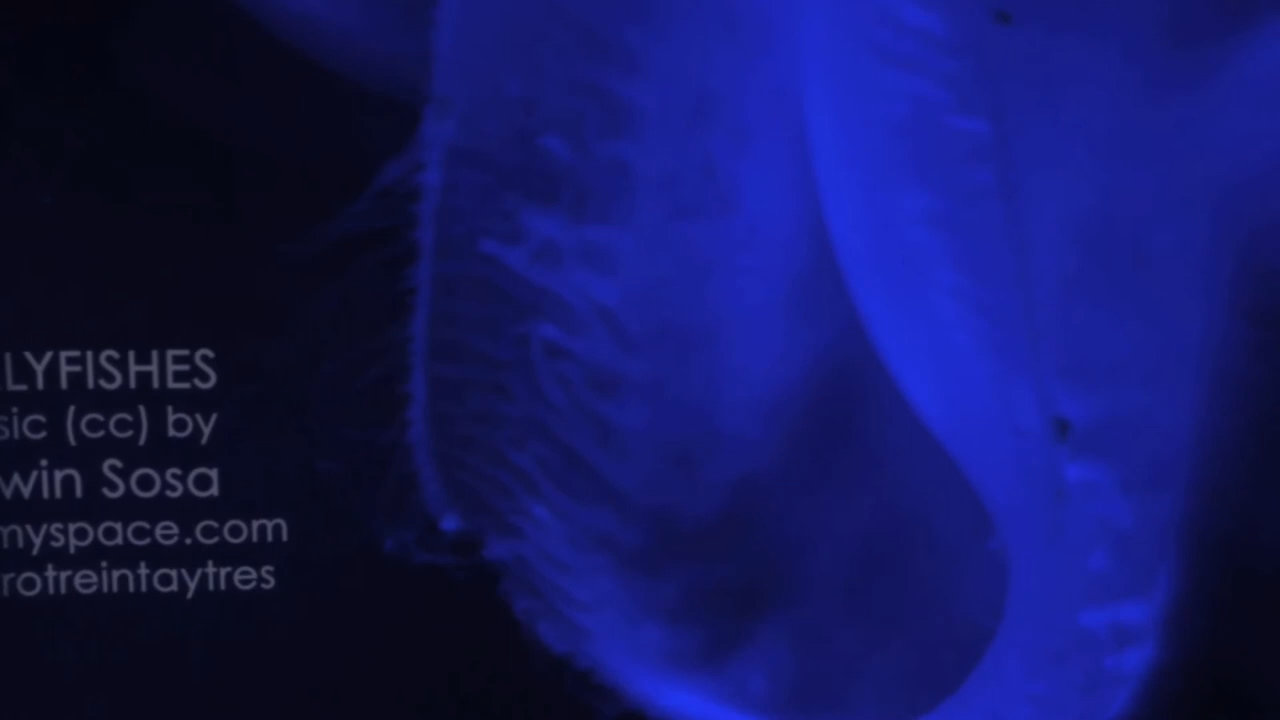 LYFISHES
sic (cc) by
win Sosa
myspace.com
rotreintaytres